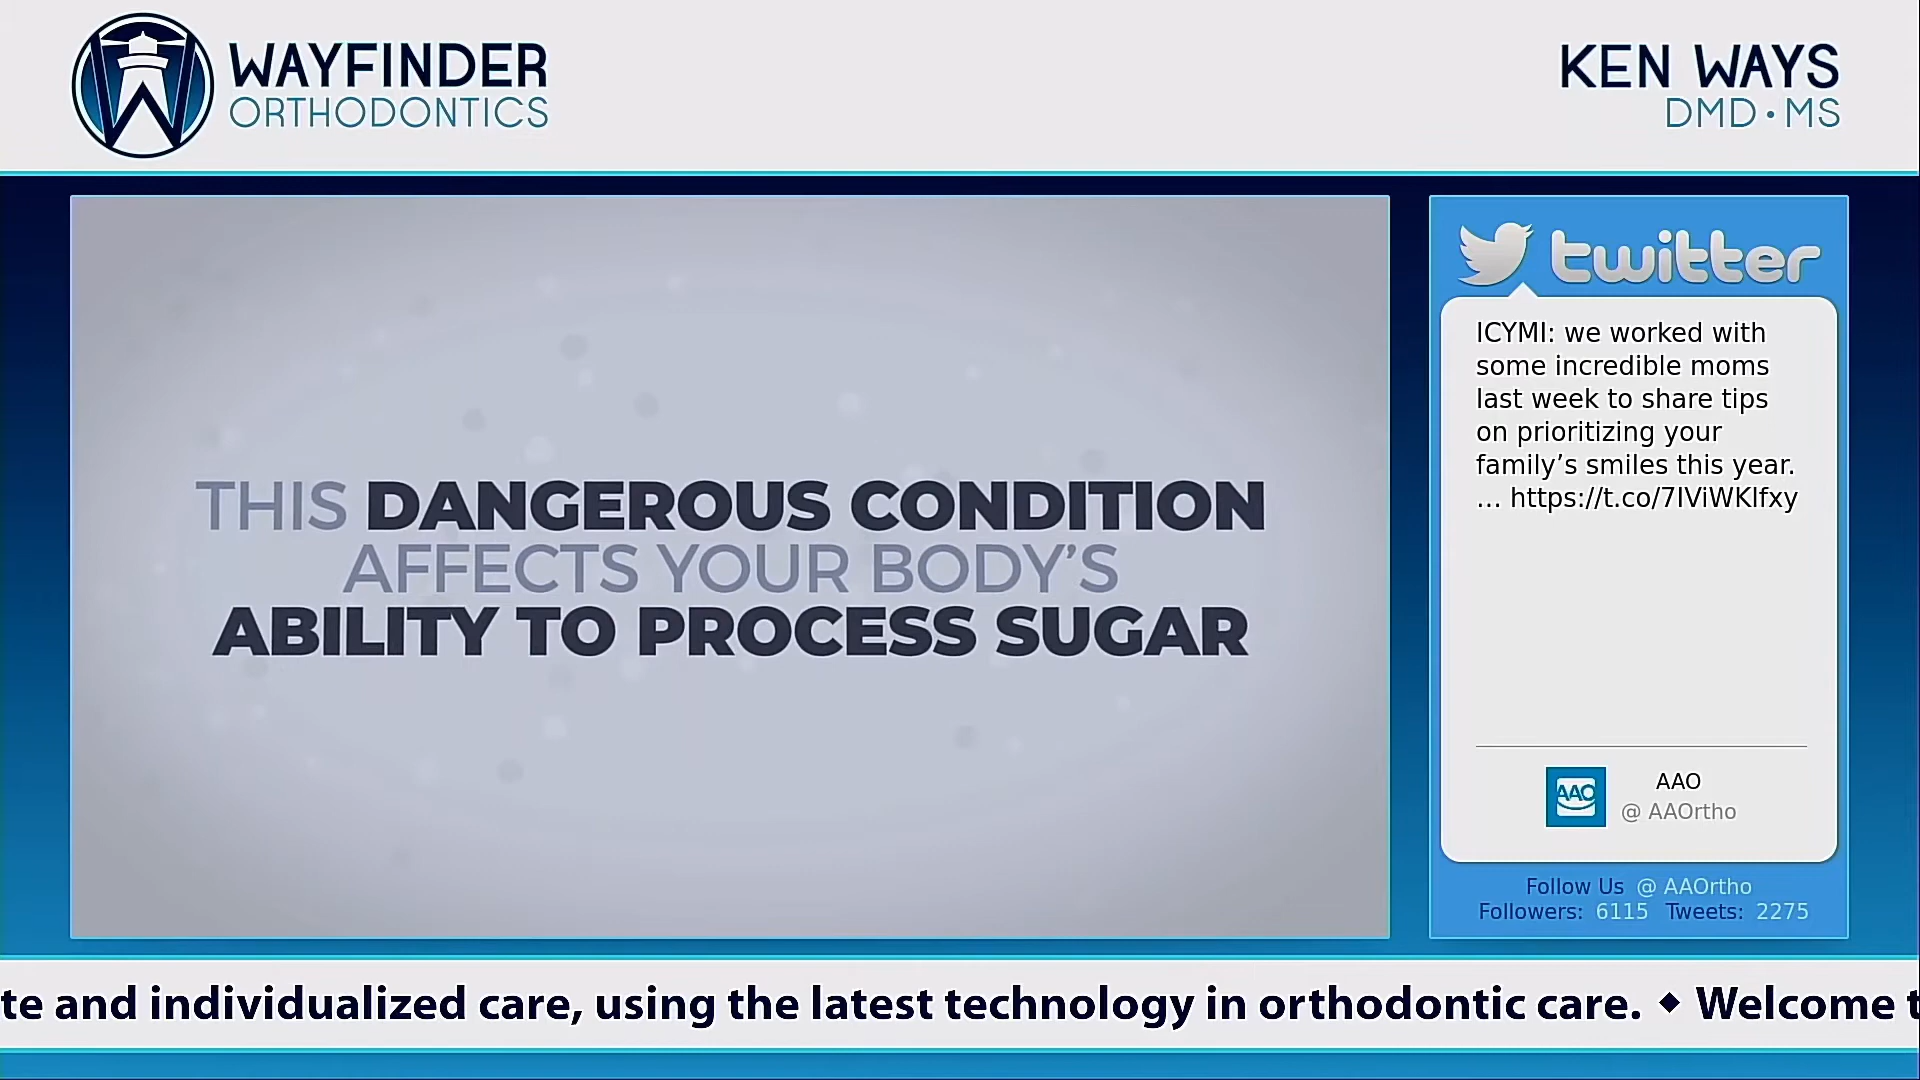 WAYFINDER
ORTHODONTICS
KEN WAYS
DMD • MS
THIS DANGEROUS CONDITION
AFFECTS YOUR BODY'S
ABILITY TO PROCESS SUGAR
twitter
ICYMI: we worked with
some incredible moms
last week to share tips
on prioritizing your
family’s smiles this year.
… https://t.co/7IViWKlfxy
AAO
AAO
@ AAOrtho
Follow Us @ AAOrtho
Followers: 6115 Tweets: 2275
te and individualized care, using the latest technology in orthodontic care. ◆ Welcome t